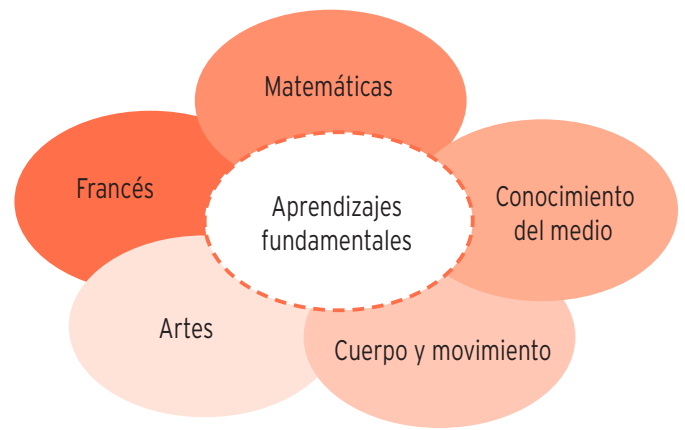 Matemáticas
Francés
Aprendizajes
fundamentales
Conocimiento
del medio
Artes
Cuerpo y movimiento